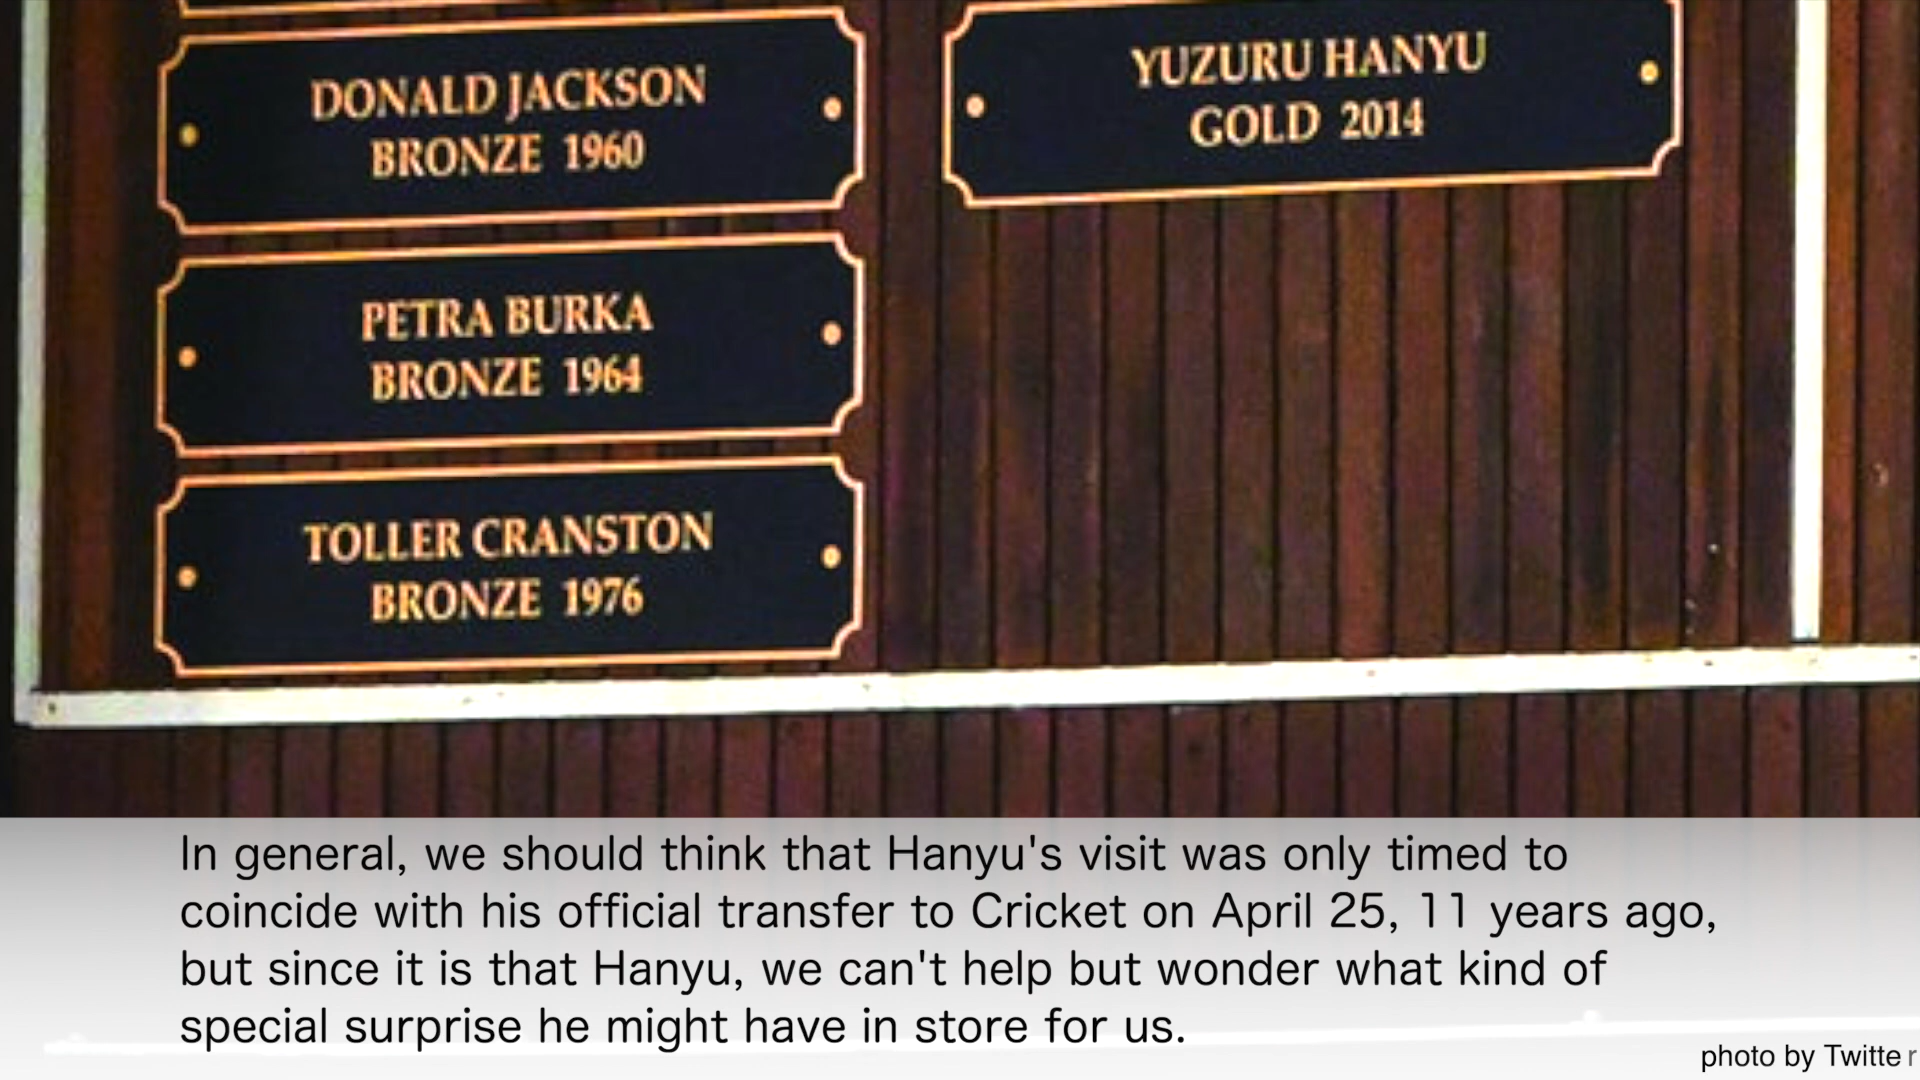 DONALD JACKSON
BRONZE 1960
YUZURU HANYU
GOLD 2014
PETRA BURKA
BRONZE 1964
TOLLER CRANSTON
BRONZE 1976
In general, we should think that Hanyu's visit was only timed to
coincide with his official transfer to Cricket on April 25, 11 years ago,
but since it is that Hanyu, we can't help but wonder what kind of
special surprise he might have in store for us.
photo by Twitter